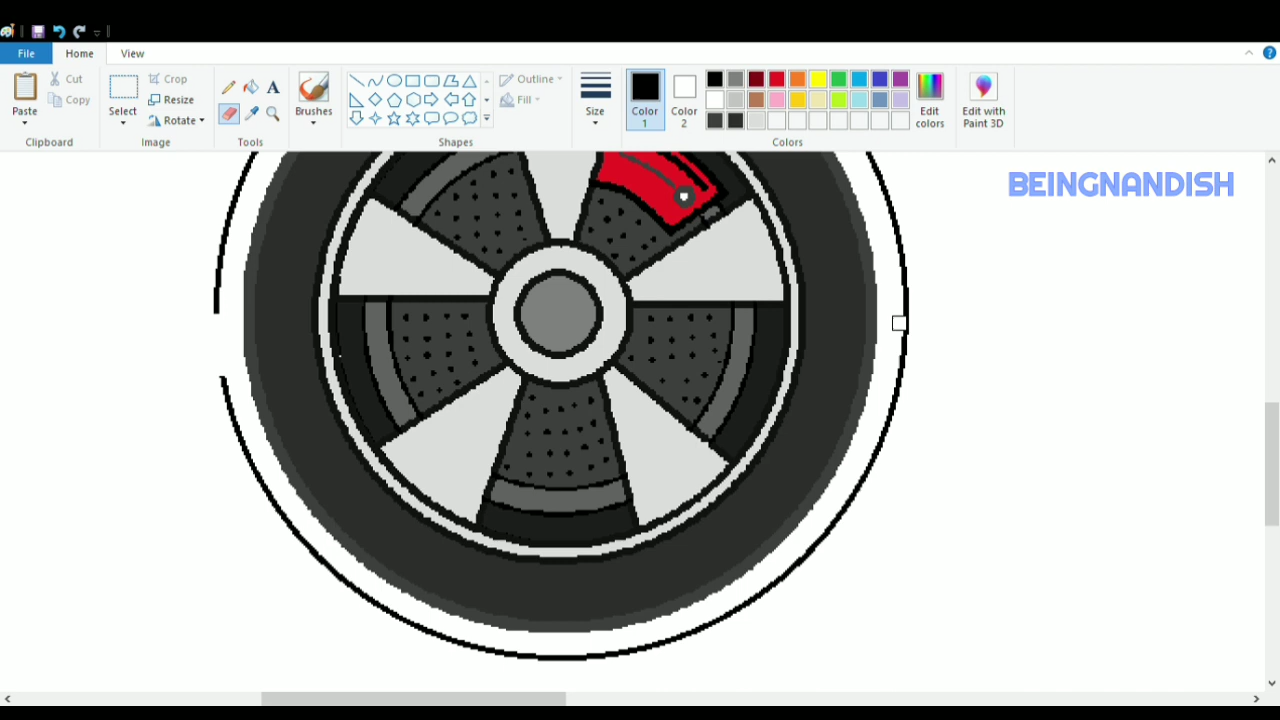 File Home View
Paste
Cut
Copy
Clipboard
Select
Crop
Resize
Rotate
Image
A
Tools
Brushes
Outline
Fill
Shapes
Size
Color
1
Color
2
Edit
colors
Colors
Edit with
Paint 3D
BEINGNANDISH